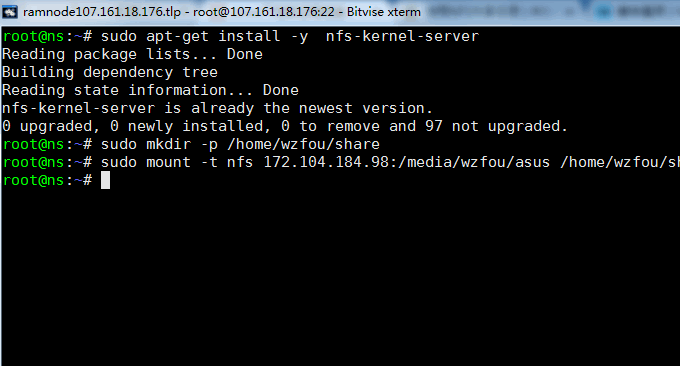 ramnode107.161.18.176.tlp - root@107.161.18.176:22 - Bitvise xterm
root@ns:~# sudo apt-get install -y  nfs-kernel-server
Reading package lists... Done
Building dependency tree
Reading state information... Done
nfs-kernel-server is already the newest version.
0 upgraded, 0 newly installed, 0 to remove and 97 not upgraded.
root@ns:~# sudo mkdir -p /home/wzfou/share
root@ns:~# sudo mount -t nfs 172.104.184.98:/media/wzfou/asus /home/wzfou/sh
root@ns:~#